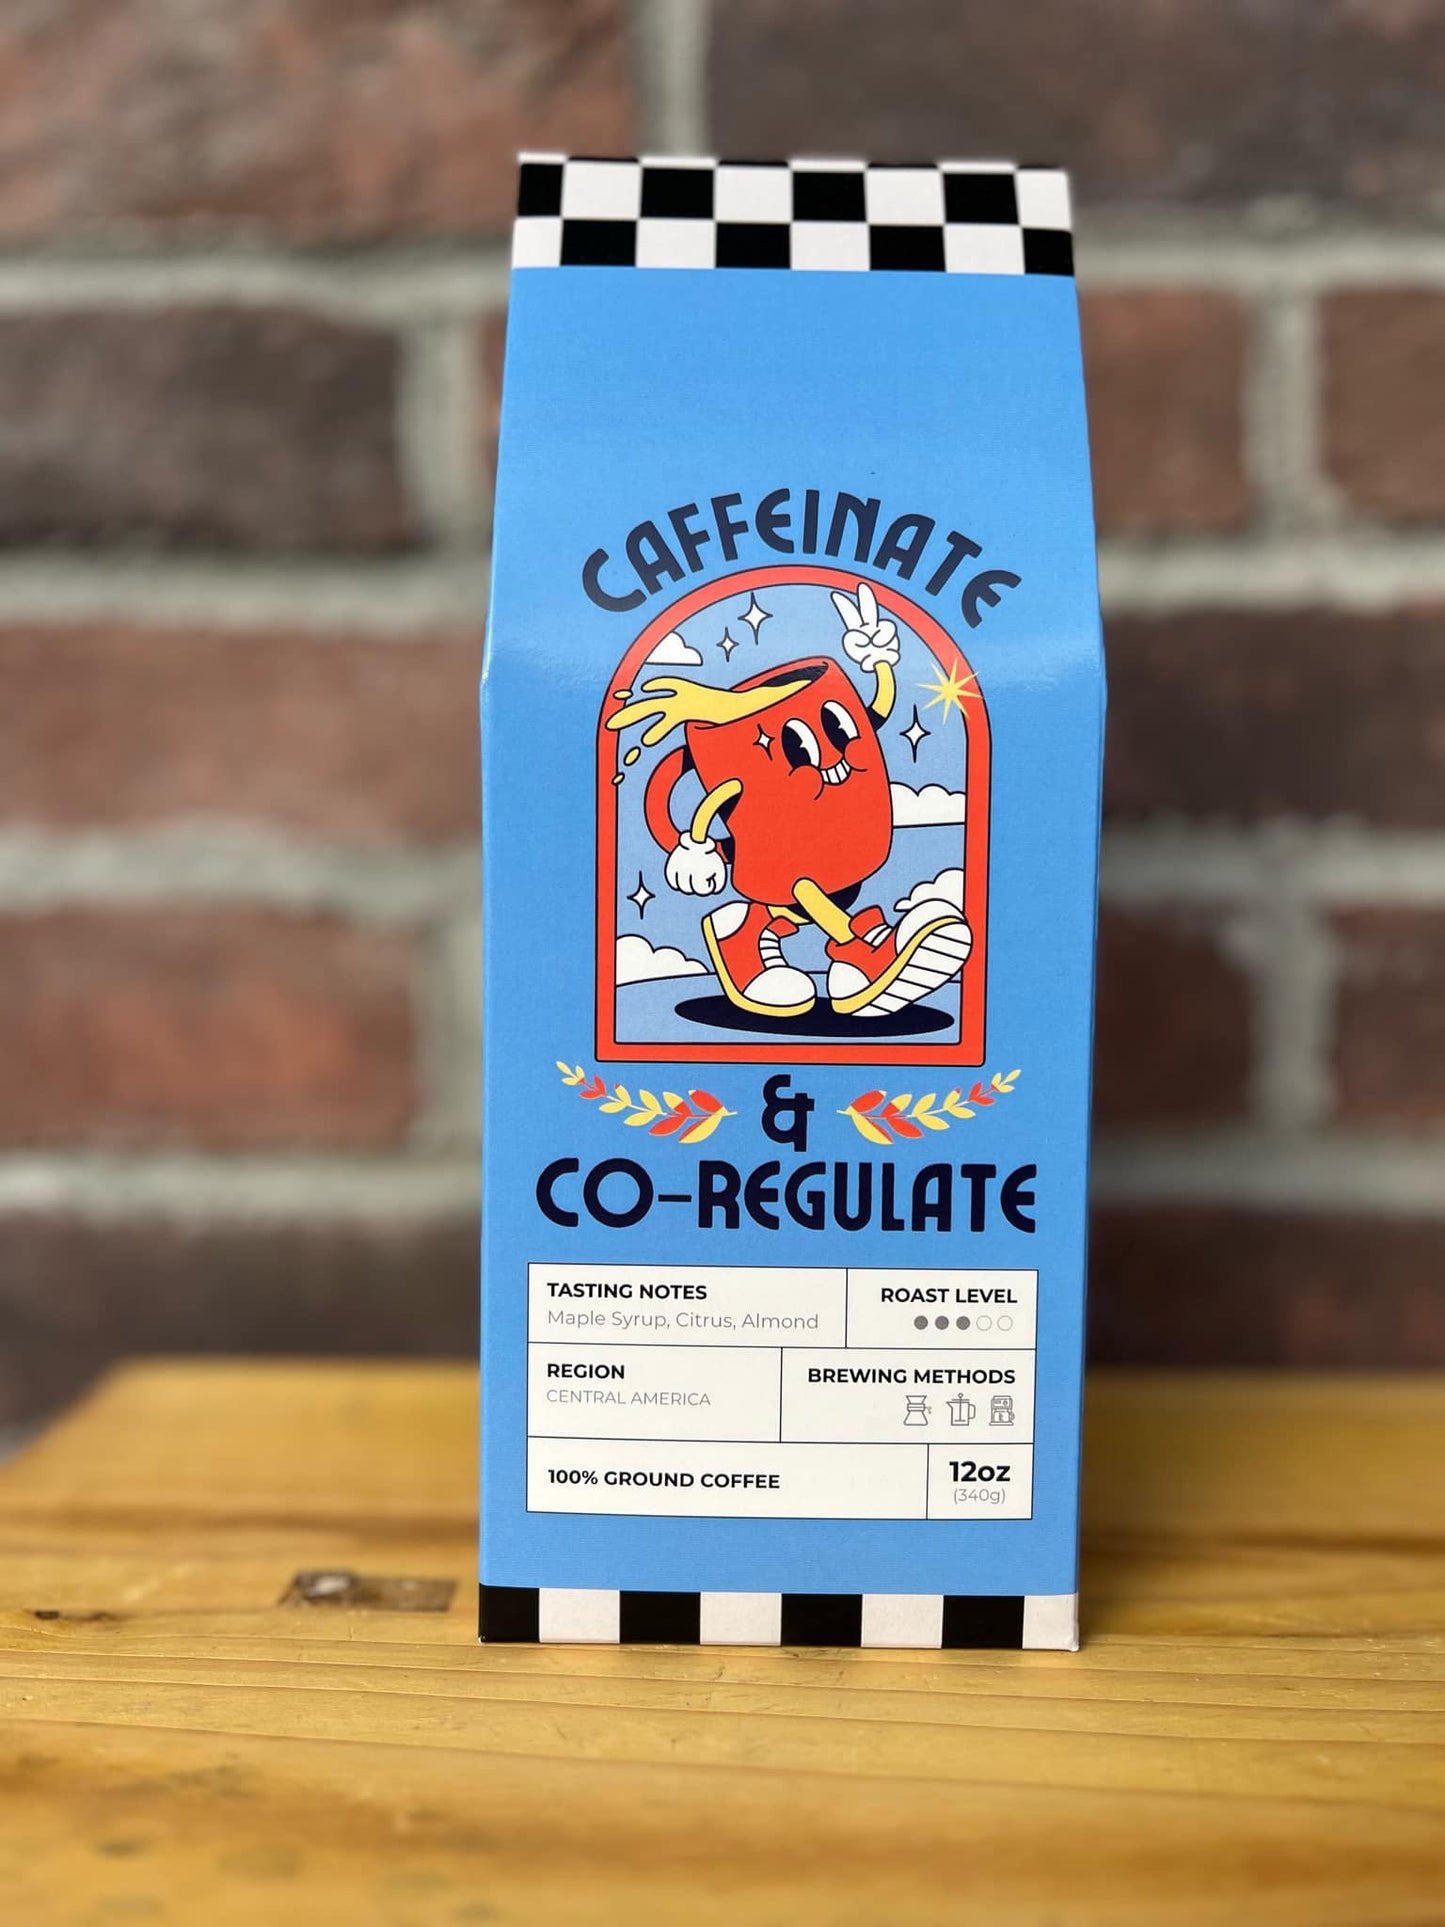 CAFFEINATE
&
CO-REGULATE
TASTING NOTES
Maple Syrup, Citrus, Almond
ROAST LEVEL
REGION
CENTRAL AMERICA
BREWING METHODS
100% GROUND COFFEE
12oz
(340g)